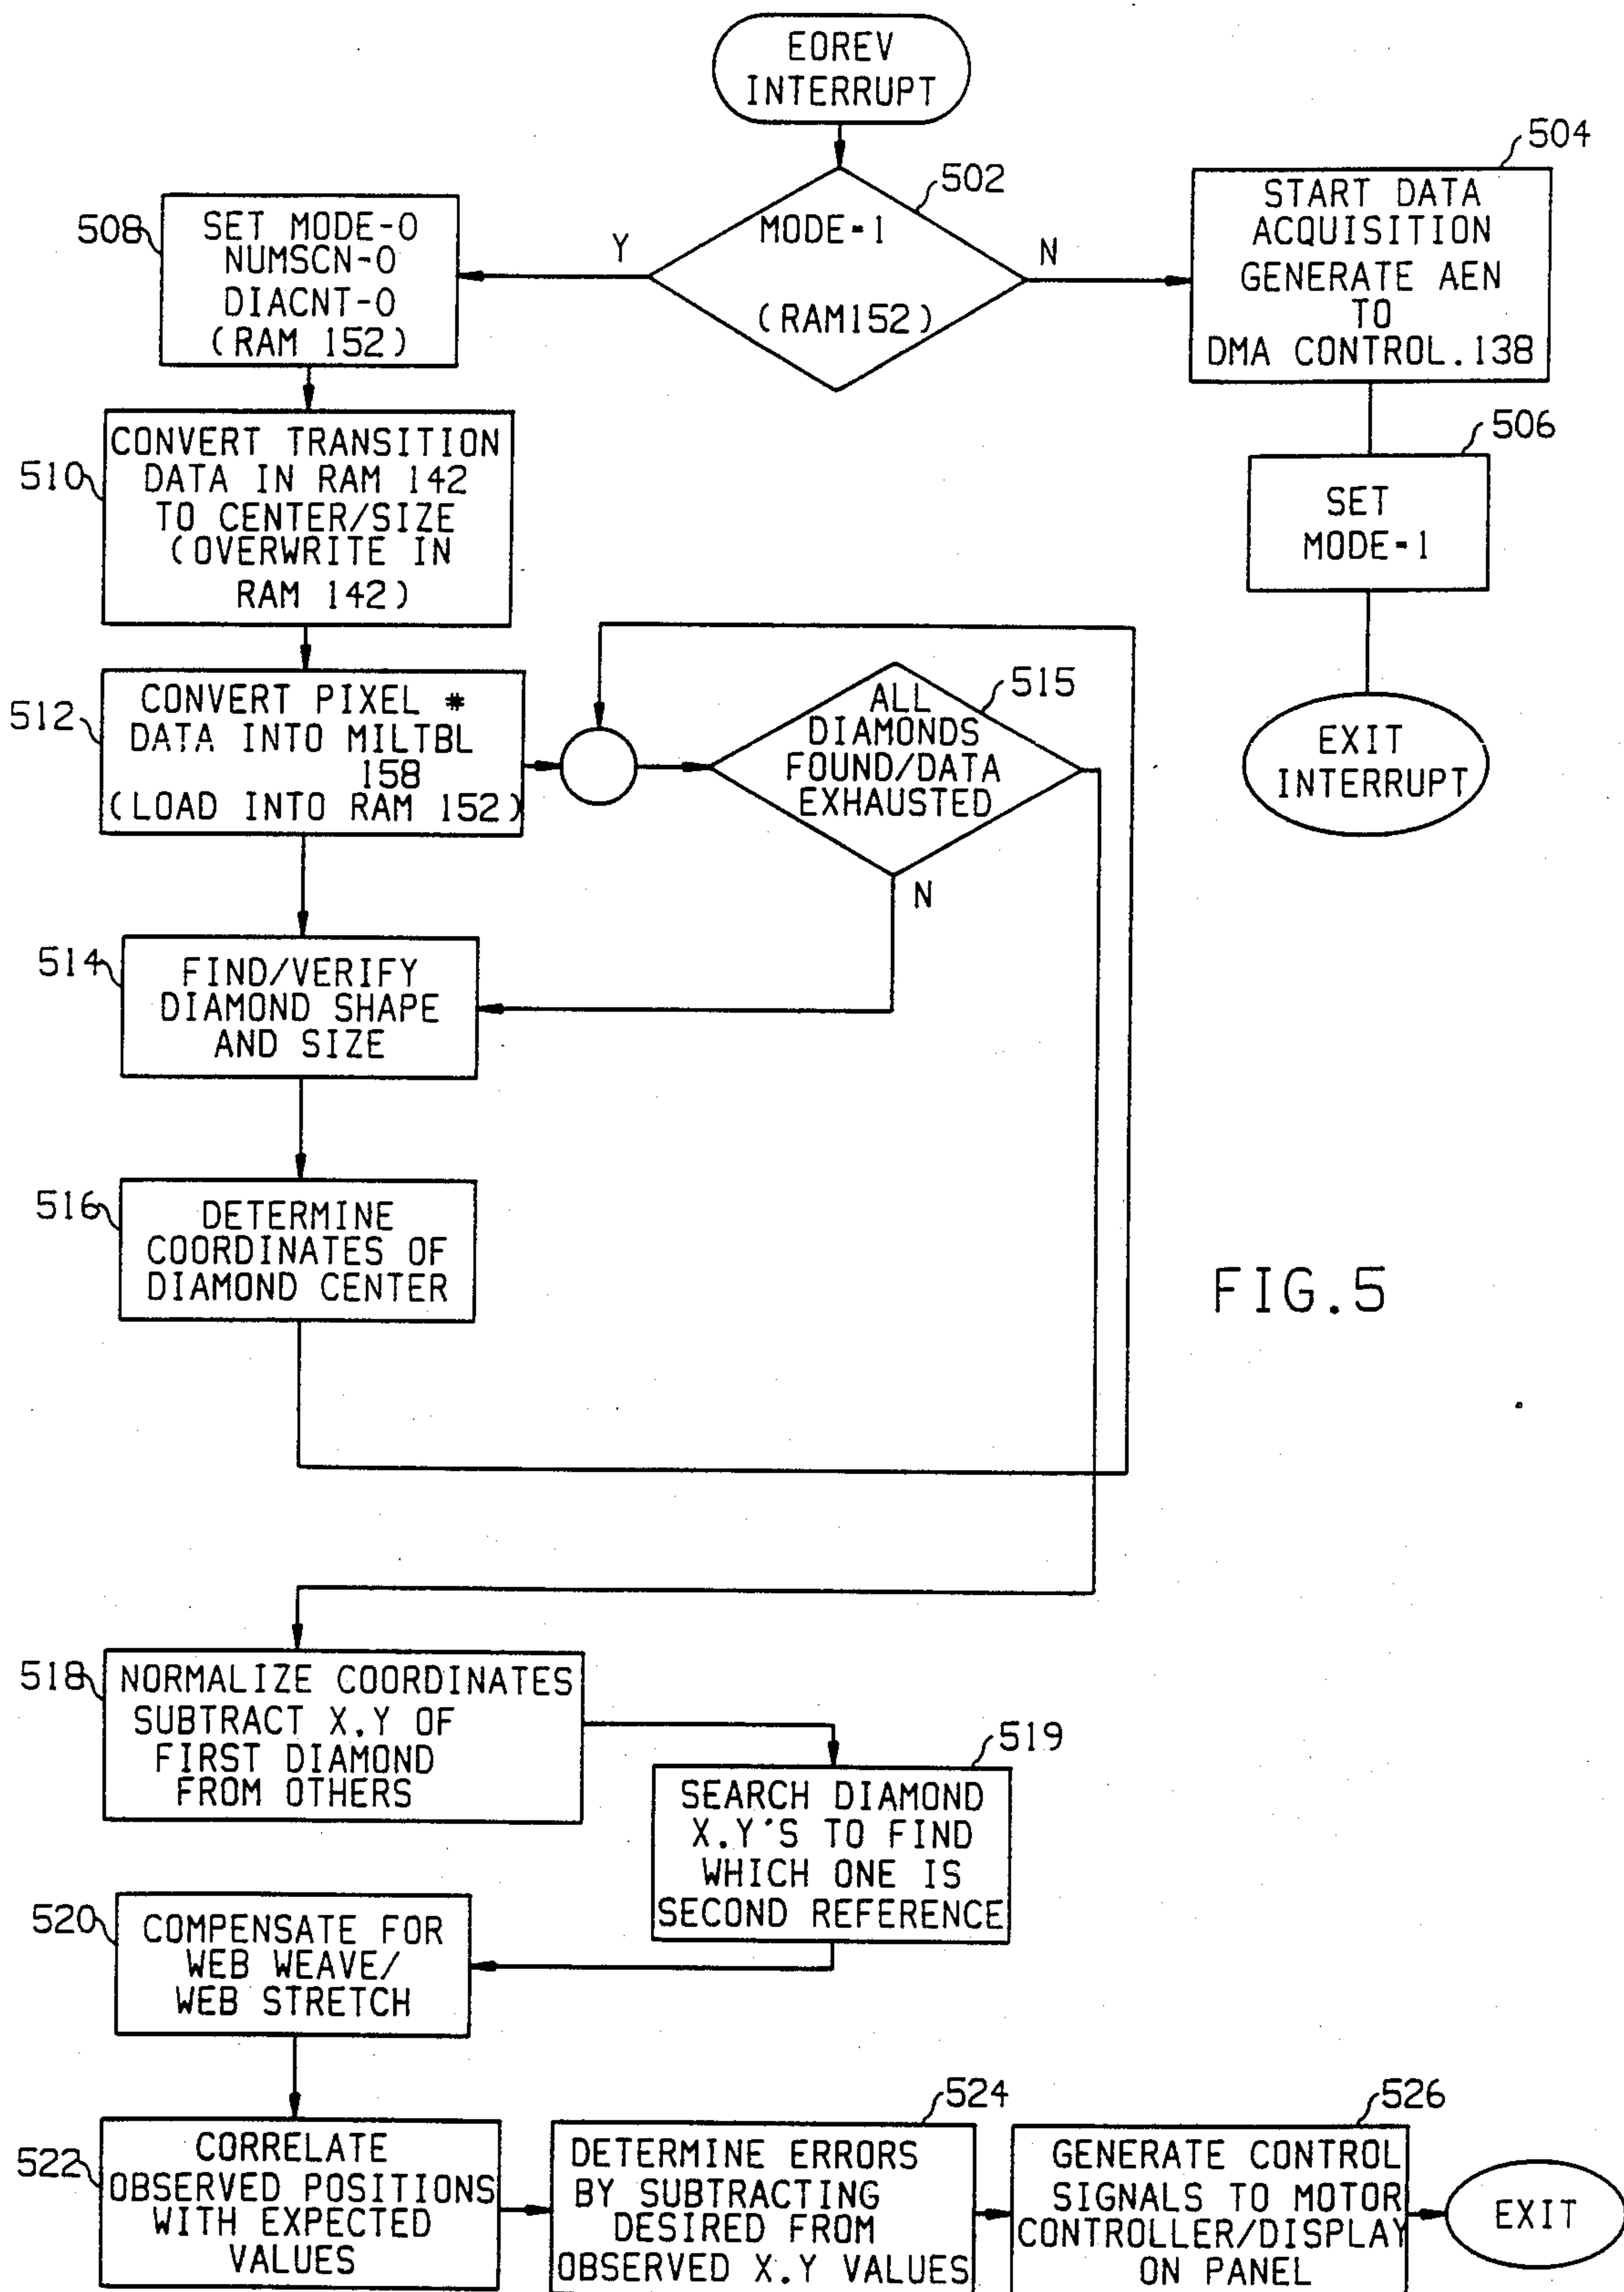 EOREV
INTERRUPT
502
MODE=1
(RAM152)
Y
N
504
START DATA
ACQUISITION
GENERATE AEN
TO
DMA CONTROL.138
506
SET
MODE=1
EXIT
INTERRUPT
508
SET MODE-0
NUMSCN-0
DIACNT-0
(RAM 152)
510
CONVERT TRANSITION
DATA IN RAM 142
TO CENTER/SIZE
(OVERWRITE IN
RAM 142)
512
CONVERT PIXEL #
DATA INTO MILTBL
158
(LOAD INTO RAM 152)
515
ALL
DIAMONDS
FOUND/DATA
EXHAUSTED
N
514
FIND/VERIFY
DIAMOND SHAPE
AND SIZE
516
DETERMINE
COORDINATES OF
DIAMOND CENTER
FIG.5
518
NORMALIZE COORDINATES
SUBTRACT X.Y OF
FIRST DIAMOND
FROM OTHERS
519
SEARCH DIAMOND
X.Y'S TO FIND
WHICH ONE IS
SECOND REFERENCE
520
COMPENSATE FOR
WEB WEAVE/
WEB STRETCH
522
CORRELATE
OBSERVED POSITIONS
WITH EXPECTED
VALUES
524
DETERMINE ERRORS
BY SUBTRACTING
DESIRED FROM
OBSERVED X.Y VALUES
526
GENERATE CONTROL
SIGNALS TO MOTOR
CONTROLLER/DISPLAY
ON PANEL
EXIT